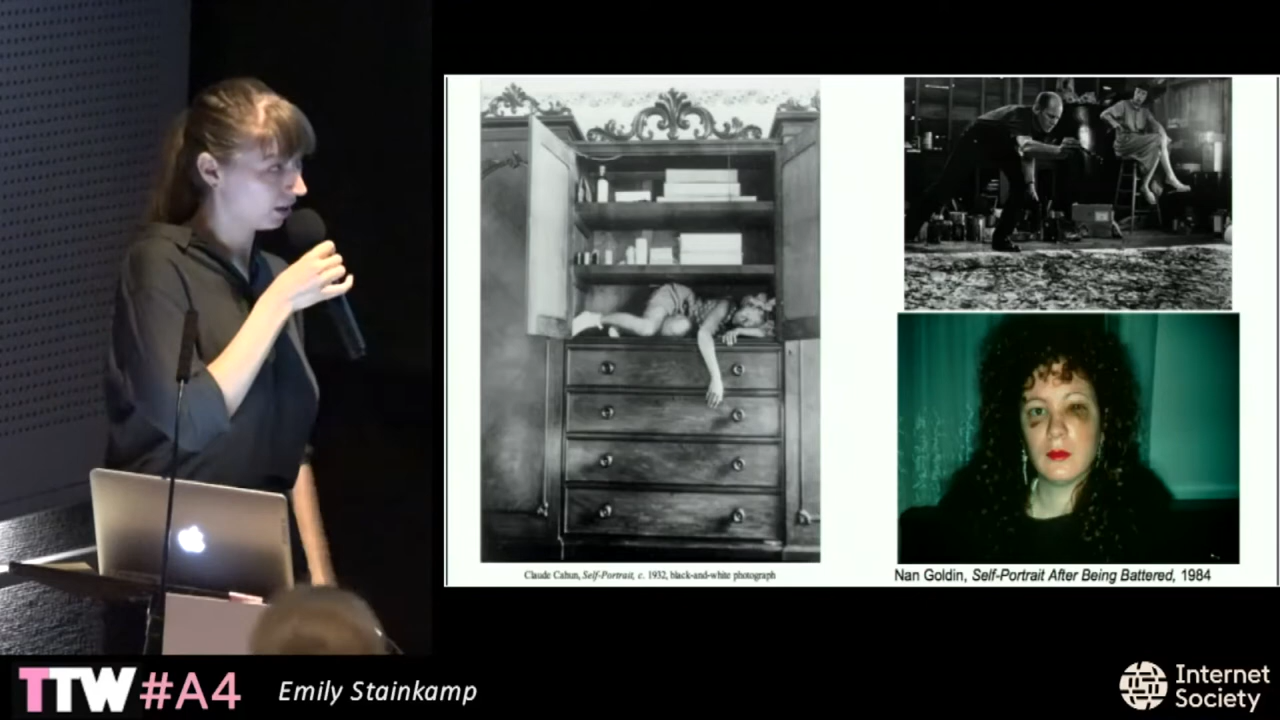 Claude Cahun, Self-Portrait, c. 1932, black-and-white photograph
Nan Goldin, Self-Portrait After Being Battered, 1984
TTW #A4
Emily Stainkamp
Internet
Society